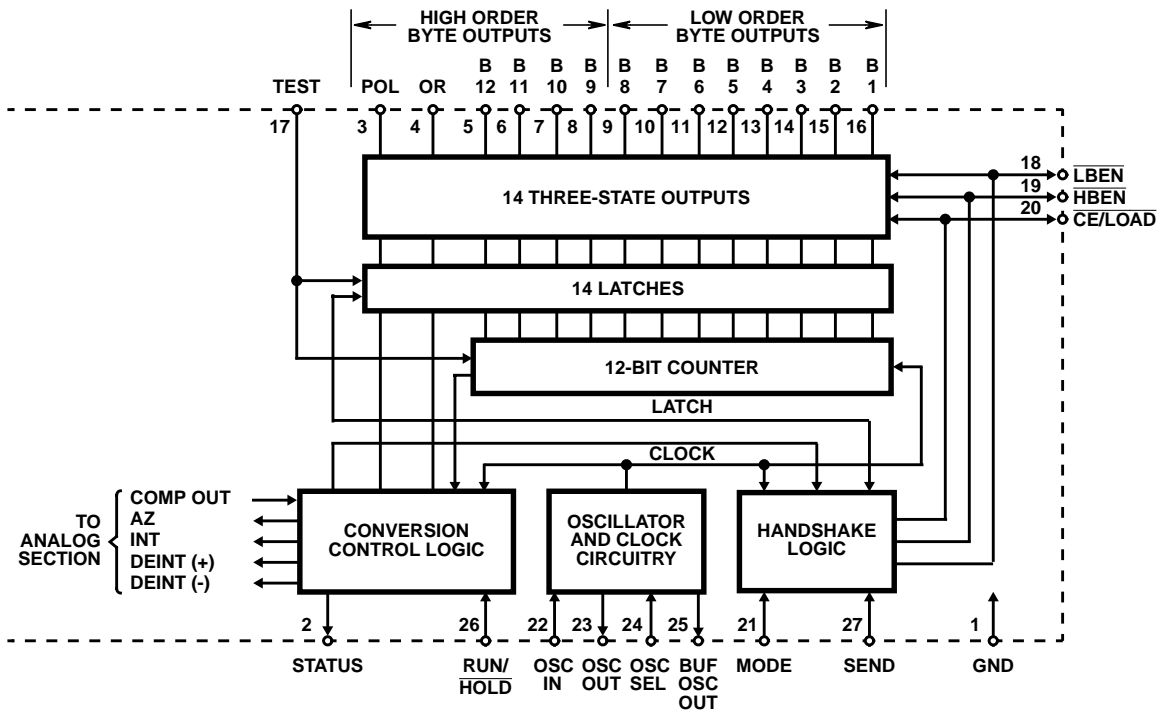 HIGH ORDER
BYTE OUTPUTS
LOW ORDER
BYTE OUTPUTS
B B B B B B B B B B B B
TEST POL OR 12 11 10 9 8 7 6 5 4 3 2 1
17 3 4 5 6 7 8 9 10 11 12 13 14 15 16
14 THREE-STATE OUTPUTS
18 LBEN
19 HBEN
20 CE/LOAD
14 LATCHES
12-BIT COUNTER
LATCH
CLOCK
TO
ANALOG
SECTION
COMP OUT
AZ
INT
DEINT (+)
DEINT (-)
CONVERSION
CONTROL LOGIC
OSCILLATOR
AND CLOCK
CIRCUITRY
HANDSHAKE
LOGIC
2 26 22 23 24 25 21 27 1
STATUS
RUN/
HOLD
OSC
IN
OSC
OUT
OSC
SEL
BUF
OSC
OUT
MODE
SEND
GND